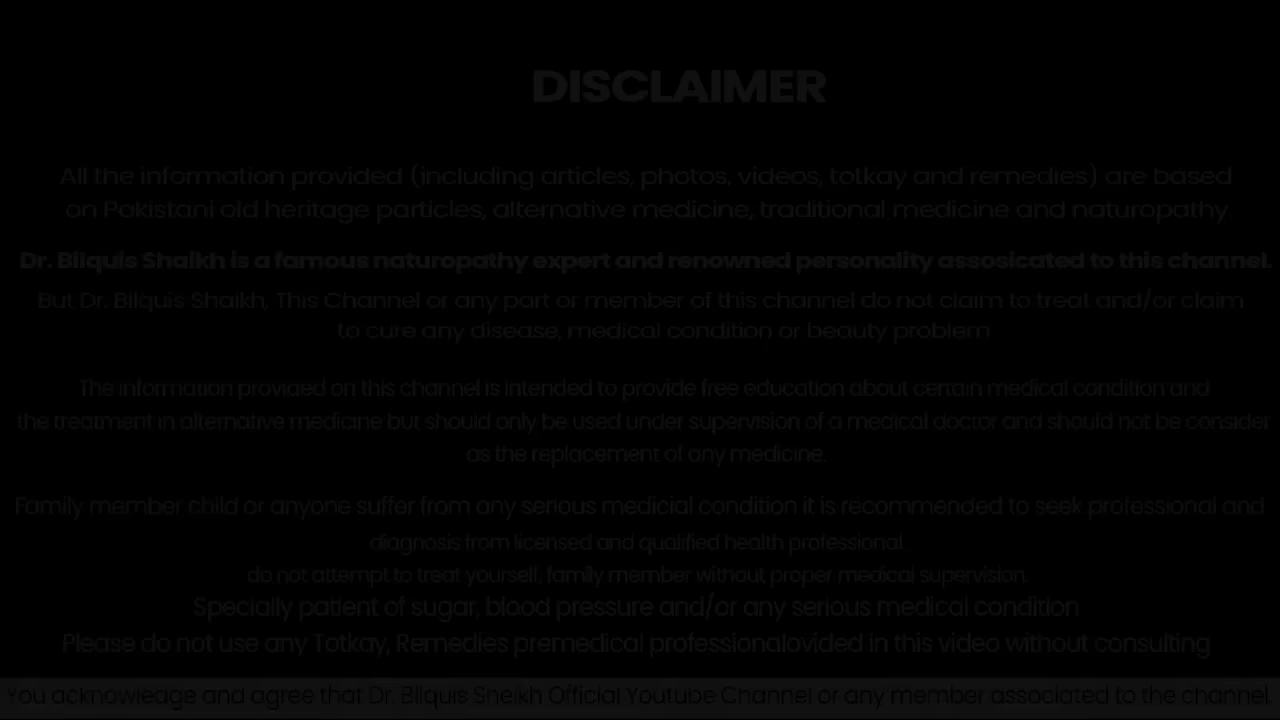 DISCLAIMER
All the information provided (including articles, photos, videos, totkay and remedies) are based
on Pakistani old heritage particles, alternative medicine, traditional medicine and naturopathy
Dr. Bilquis Shaikh is a famous naturopathy expert and renowned personality assosicated to this channel.
But Dr. Bilquis Shaikh, This Channel or any part or member of this channel do not claim to treat and/or claim
to cure any disease, medical condition or beauty problem
The information provided on this channel is intended to provide free education about certain medical condition and
the treatment in alternative medicine but should only be used under supervision of a medical doctor and should not be consider
as the replacement of any medicine.
Family member child or anyone suffer from any serious medicial condition it is recommended to seek professional and
diagnosis from licensed and qualified health professional.
do not attempt to treat yourself, family member without proper medical supervision.
Specially patient of sugar, blood pressure and/or any serious medical condition
Please do not use any Totkay, Remedies premedical professionalovided in this video without consulting
You acknowledge and agree that Dr. Bilquis Sheikh Official Youtube Channel or any member associated to the channel.